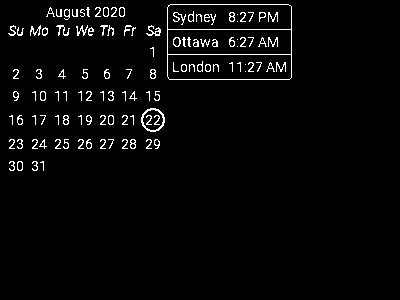 August 2020
Su Mo Tu We Th Fr Sa
1
2 3 4 5 6 7 8
9 10 11 12 13 14 15
16 17 18 19 20 21 22
23 24 25 26 27 28 29
30 31
Sydney 8:27 PM
Ottawa 6:27 AM
London 11:27 AM